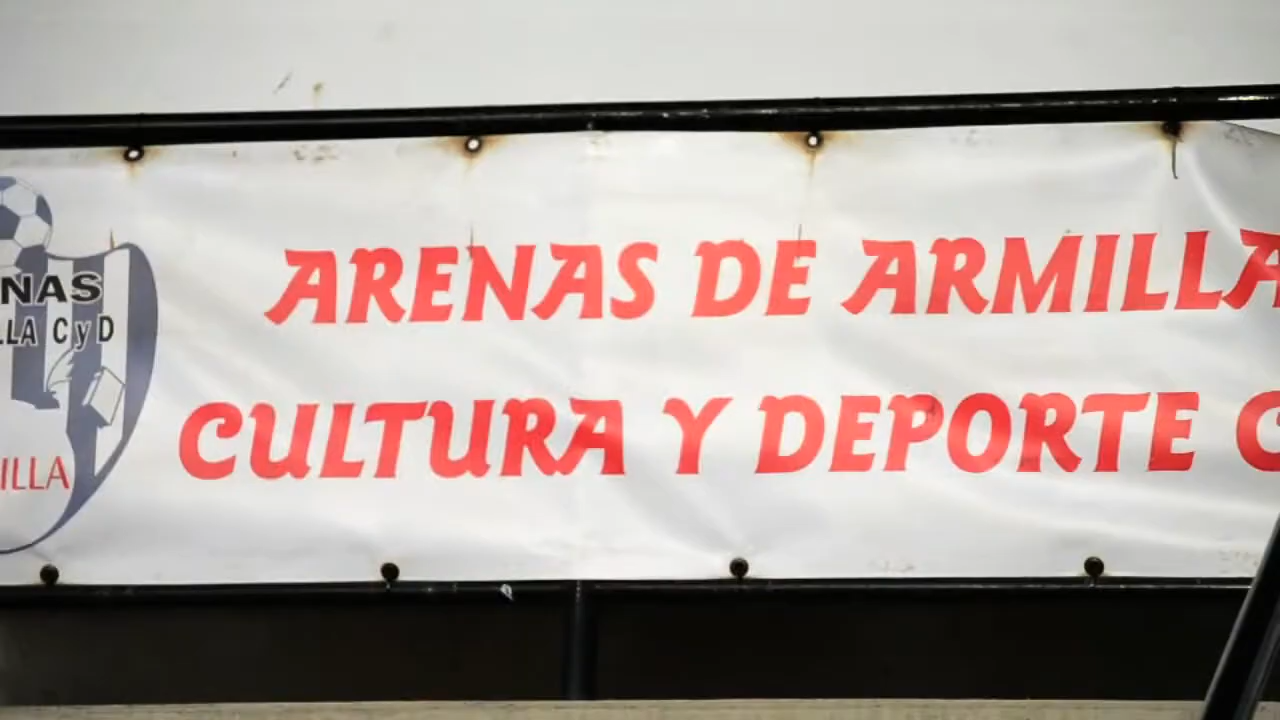 NAS
LLA CyD
ILLA
ARENAS DE ARMILLA
CULTURA Y DEPORTE C